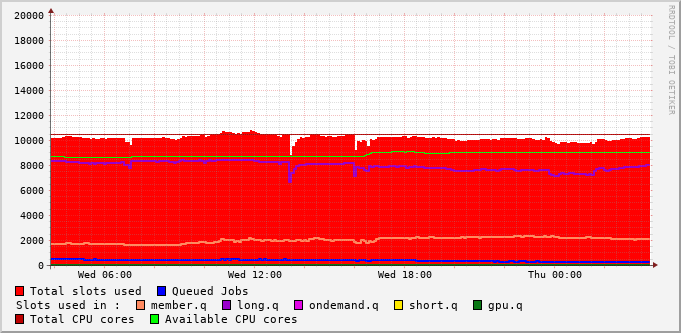 RRDTOOL / TOBI OETIKER
20000
18000
16000
14000
12000
10000
8000
6000
4000
2000
0
Wed 06:00 Wed 12:00 Wed 18:00 Thu 00:00
Total slots used Queued Jobs
Slots used in : member.q long.q ondemand.q short.q gpu.q
Total CPU cores Available CPU cores